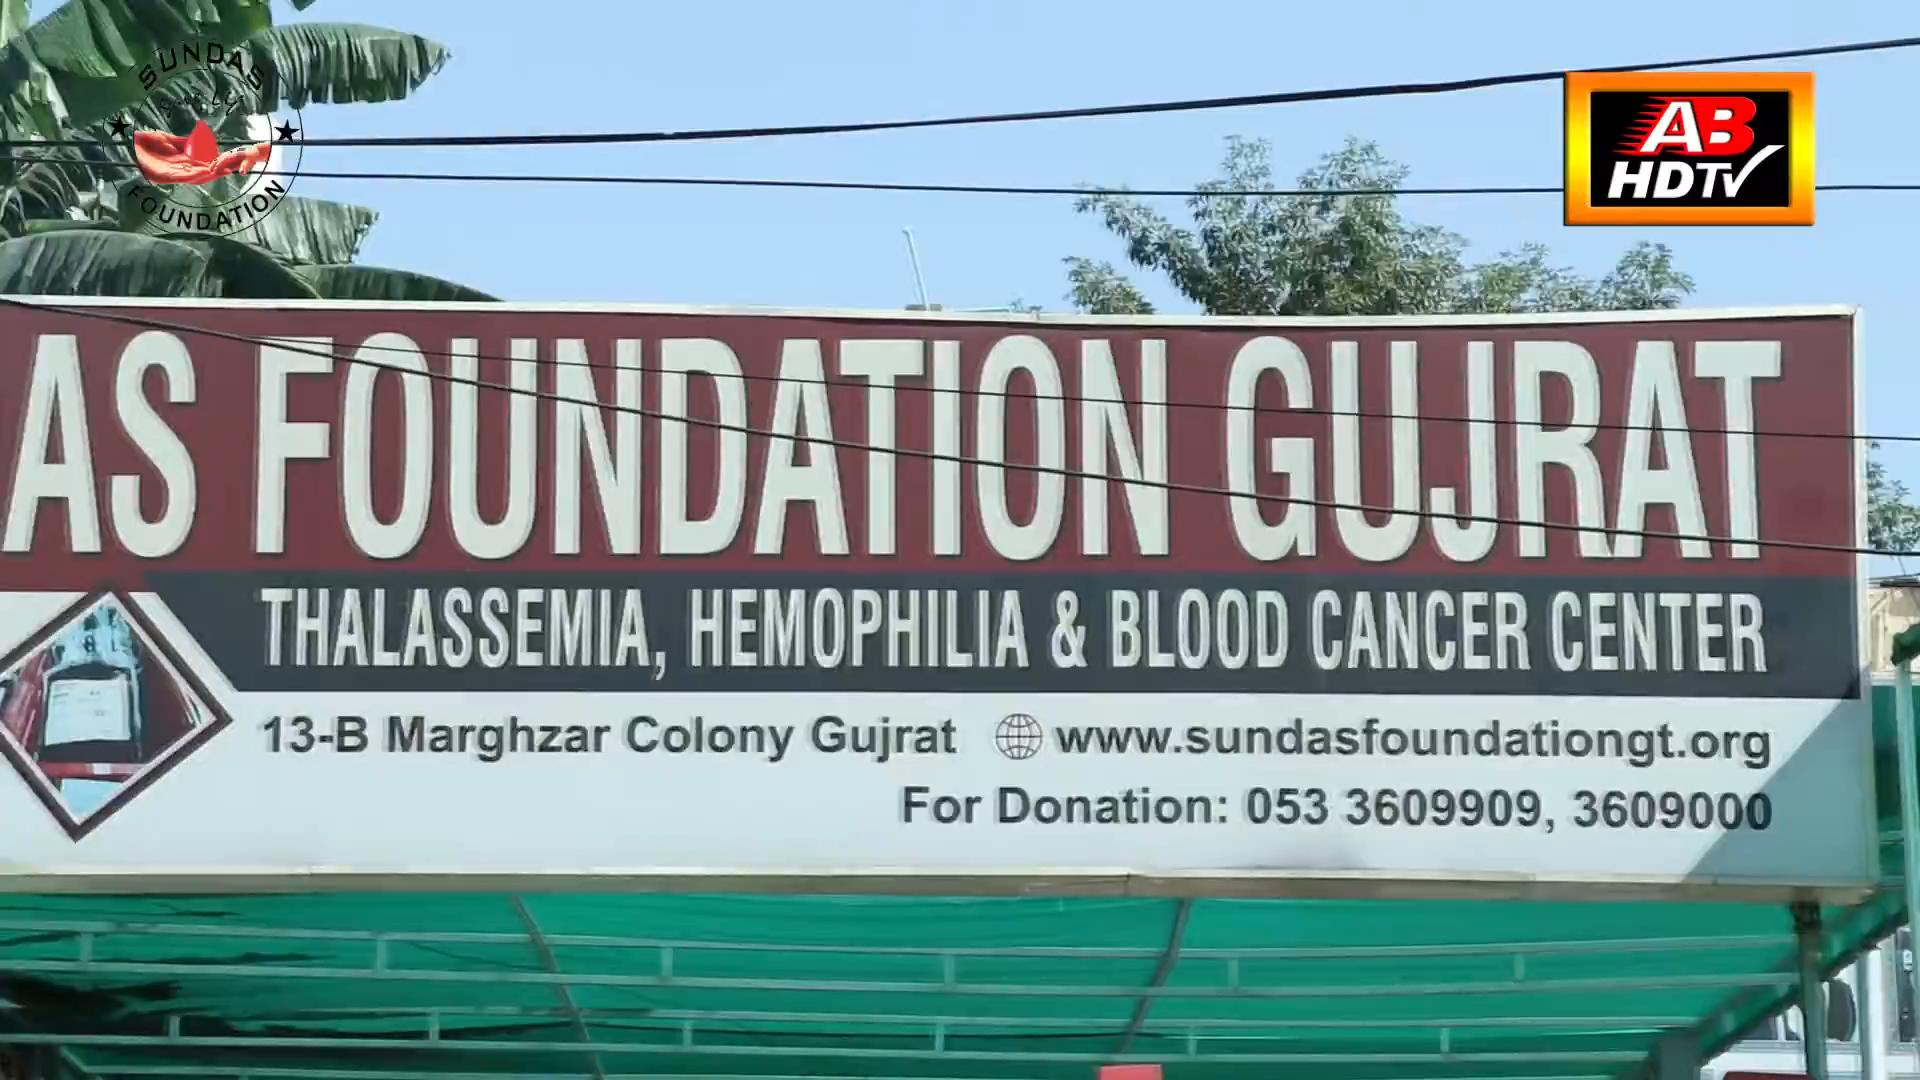 SUNDAS
FOUNDATION
AB
HDTV
AS FOUNDATION GUJRAT
THALASSEMIA, HEMOPHILIA & BLOOD CANCER CENTER
13-B Marghzar Colony Gujrat www.sundasfoundationgt.org
For Donation: 053 3609909, 3609000